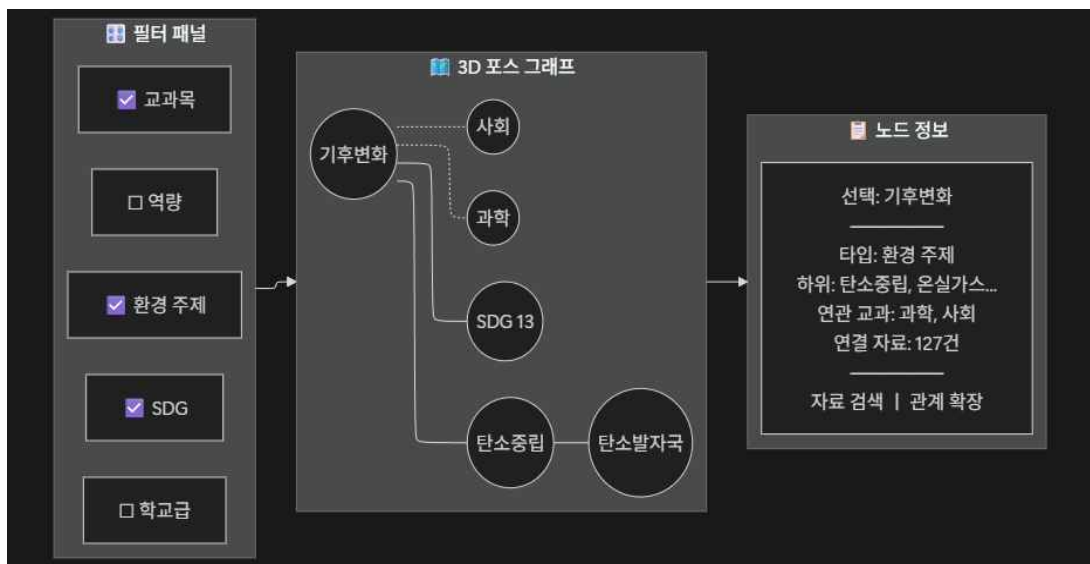 필터 패널
교과목
역량
환경 주제
SDG
학교급
3D 포스 그래프
기후변화
사회
과학
SDG 13
탄소중립
탄소발자국
노드 정보
선택: 기후변화
타입: 환경 주제
하위: 탄소중립, 온실가스...
연관 교과: 과학, 사회
연결 자료: 127건
자료 검색 | 관계 확장